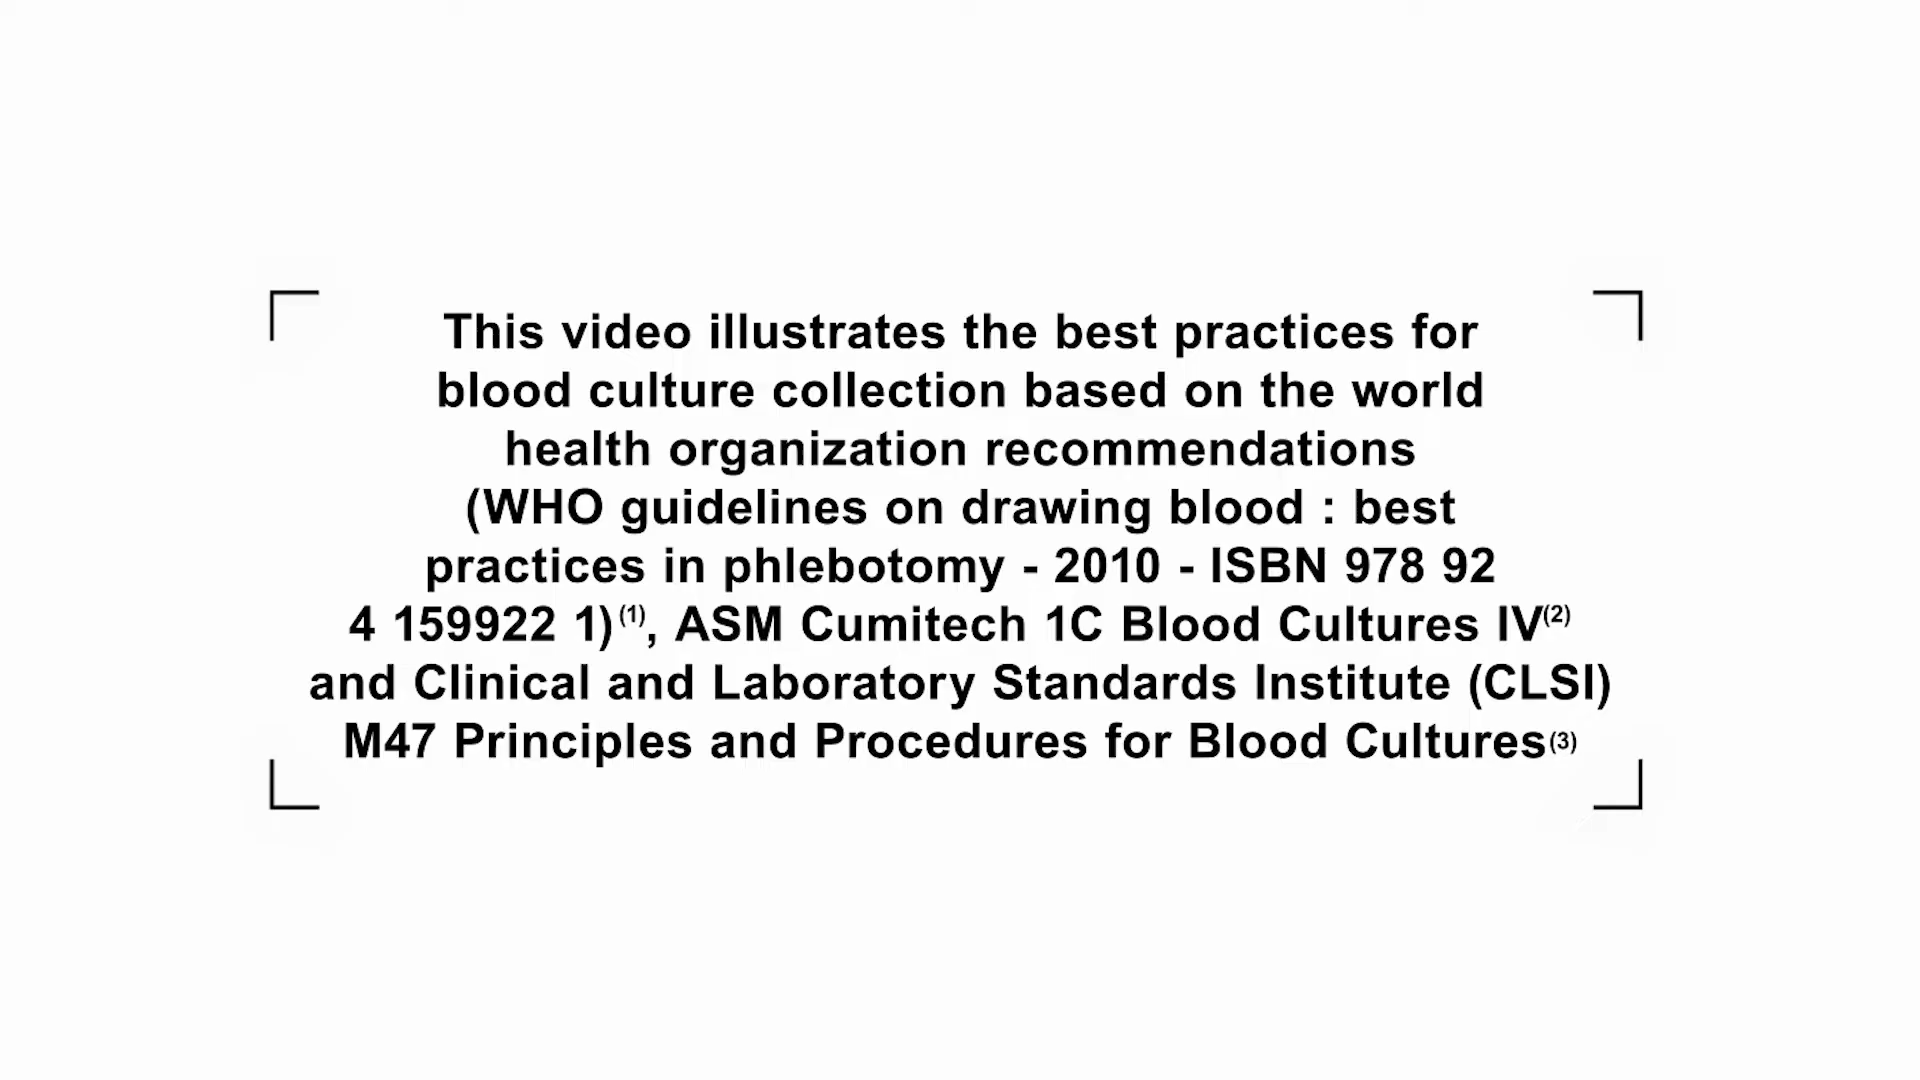 This video illustrates the best practices for
blood culture collection based on the world
health organization recommendations
(WHO guidelines on drawing blood : best
practices in phlebotomy - 2010 - ISBN 978 92
4 159922 1)(1), ASM Cumitech 1C Blood Cultures IV(2)
and Clinical and Laboratory Standards Institute (CLSI)
M47 Principles and Procedures for Blood Cultures(3)